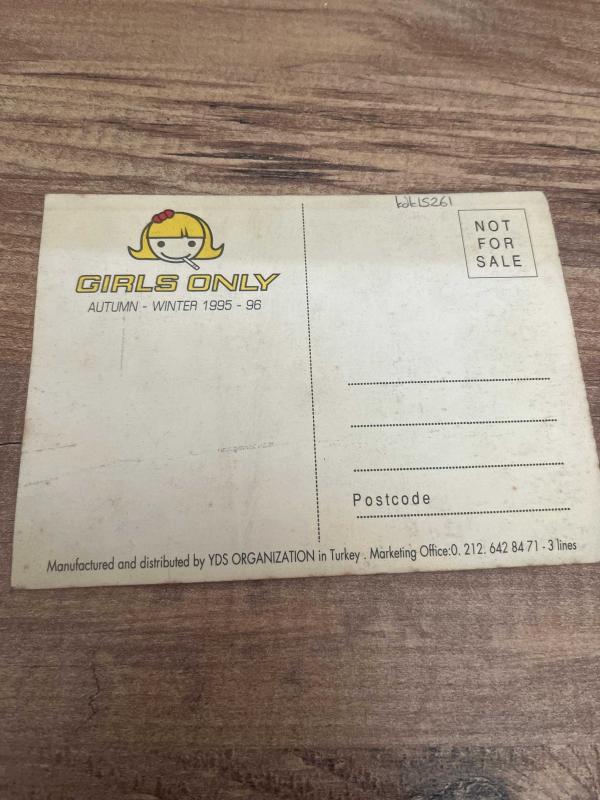 kdk15261
NOT
FOR
SALE
GIRLS ONLY
AUTUMN - WINTER 1995 - 96
Postcode
Manufactured and distributed by YDS ORGANIZATION in Turkey . Marketing Office:0. 212. 642 84 71 - 3 lines